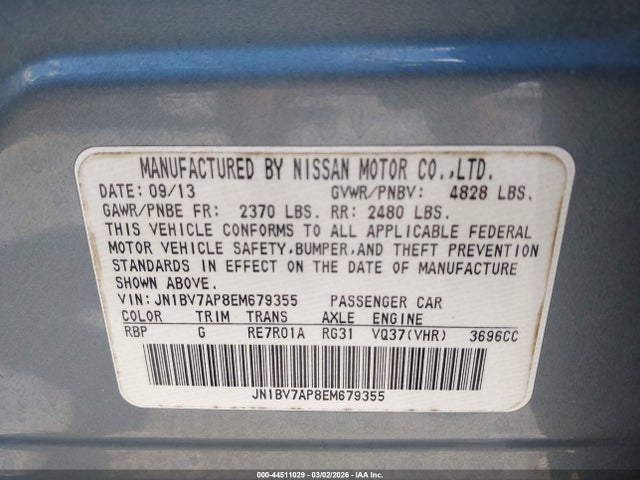 MANUFACTURED BY NISSAN MOTOR CO.,LTD.
DATE: 09/13 GVWR/PNBV: 4828 LBS.
GAWR/PNBE FR: 2370 LBS. RR: 2480 LBS.
THIS VEHICLE CONFORMS TO ALL APPLICABLE FEDERAL
MOTOR VEHICLE SAFETY,BUMPER,AND THEFT PREVENTION
STANDARDS IN EFFECT ON THE DATE OF MANUFACTURE
SHOWN ABOVE.
VIN: JN1BV7AP8EM679355 PASSENGER CAR
COLOR TRIM TRANS AXLE ENGINE
RBP G RE7R01A RG31 VQ37(VHR) 3696CC
JN1BV7AP8EM679355
000-44511029 - 03/02/2026 - IAA Inc.